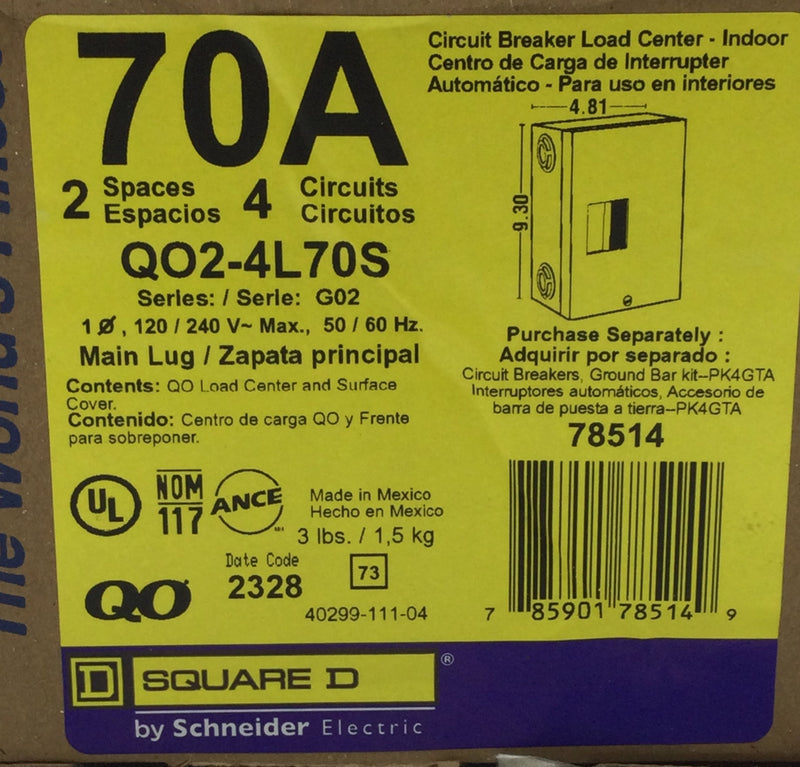 70A
2 Spaces 4 Circuits
Espacios Circuitos
QO2-4L70S
Series: / Serie: G02
1 Ø, 120 / 240 V~ Max., 50 / 60 Hz.
Main Lug / Zapata principal
Contents: QO Load Center and Surface
Cover.
Contenido: Centro de carga QO y Frente
para sobreponer.
UL
NOM
117
ANCE
Made in Mexico
Hecho en Mexico
3 lbs. / 1,5 kg
Date Code
2328
73
QO
40299-111-04
Circuit Breaker Load Center - Indoor
Centro de Carga de Interrupter
Automático - Para uso en interiores
4.81
9.30
Purchase Separately :
Adquirir por separado :
Circuit Breakers, Ground Bar kit--PK4GTA
Interruptores automáticos, Accesorio de
barra de puesta a tierra--PK4GTA
78514
7 85901 78514 9
D SQUARE D ®
by Schneider Electric
The World's